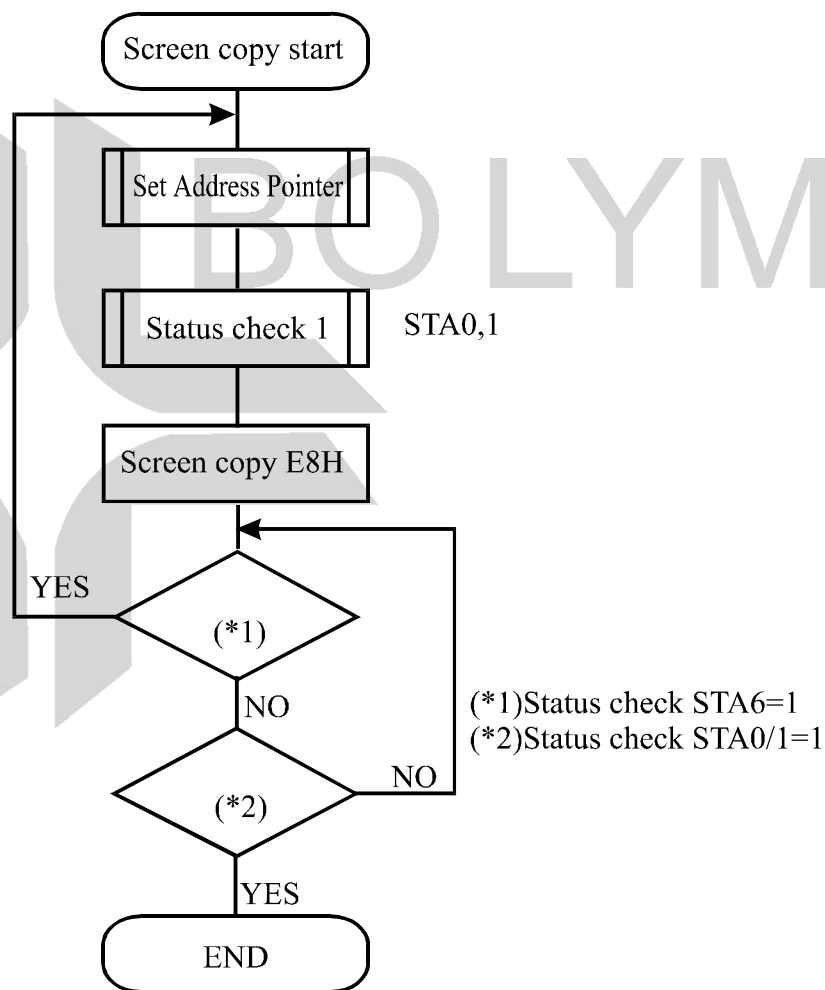 Screen copy start
Set Address Pointer
BOLYM
Status check 1
STA0,1
Screen copy E8H
YES
(*1)
NO
(*1)Status check STA6=1
(*2)Status check STA0/1=1
NO
(*2)
YES
END